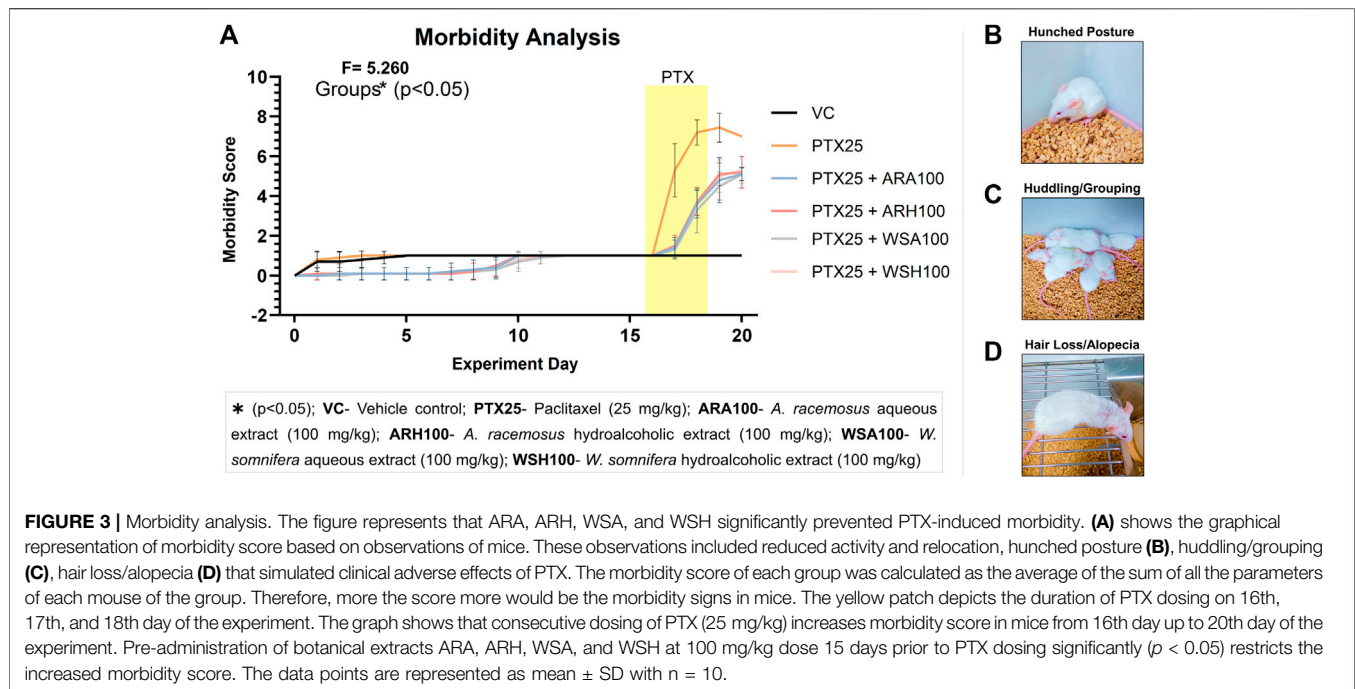 A
Morbidity Analysis
F= 5.260
Groups* (p<0.05)
PTX
10
8
6
4
2
0
-2
Morbidity Score
0
5
10
15
20
Experiment Day
VC
PTX25
PTX25 + ARA100
PTX25 + ARH100
PTX25 + WSA100
PTX25 + WSH100
* (p<0.05); VC- Vehicle control; PTX25- Paclitaxel (25 mg/kg); ARA100- A. racemosus aqueous
extract (100 mg/kg); ARH100- A. racemosus hydroalcoholic extract (100 mg/kg); WSA100- W.
somnifera aqueous extract (100 mg/kg); WSH100- W. somnifera hydroalcoholic extract (100 mg/kg)
B
Hunched Posture
C
Huddling/Grouping
D
Hair Loss/Alopecia
FIGURE 3 | Morbidity analysis. The figure represents that ARA, ARH, WSA, and WSH significantly prevented PTX-induced morbidity. (A) shows the graphical
representation of morbidity score based on observations of mice. These observations included reduced activity and relocation, hunched posture (B), huddling/grouping
(C), hair loss/alopecia (D) that simulated clinical adverse effects of PTX. The morbidity score of each group was calculated as the average of the sum of all the parameters
of each mouse of the group. Therefore, more the score more would be the morbidity signs in mice. The yellow patch depicts the duration of PTX dosing on 16th,
17th, and 18th day of the experiment. The graph shows that consecutive dosing of PTX (25 mg/kg) increases morbidity score in mice from 16th day up to 20th day of the
experiment. Pre-administration of botanical extracts ARA, ARH, WSA, and WSH at 100 mg/kg dose 15 days prior to PTX dosing significantly (p < 0.05) restricts the
increased morbidity score. The data points are represented as mean ± SD with n = 10.